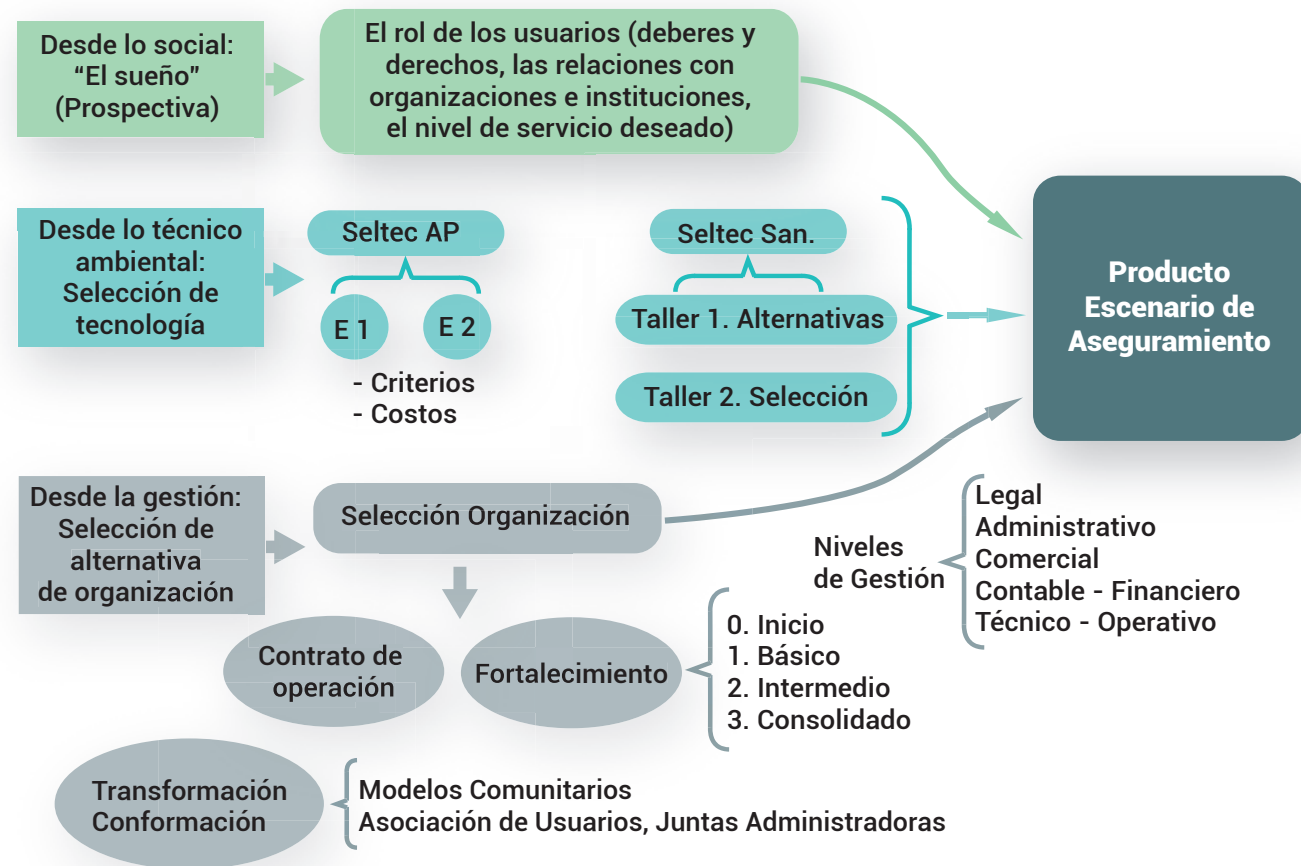 Desde lo social:
“El sueño”
(Prospectiva)
El rol de los usuarios (deberes y
derechos, las relaciones con
organizaciones e instituciones,
el nivel de servicio deseado)
Desde lo técnico
ambiental:
Selección de
tecnología
Seltec AP
E 1
E 2
- Criterios
- Costos
Seltec San.
Taller 1. Alternativas
Taller 2. Selección
Producto
Escenario de
Aseguramiento
Desde la gestión:
Selección de
alternativa
de organización
Selección Organización
Niveles
de Gestión
Legal
Administrativo
Comercial
Contable - Financiero
Técnico - Operativo
Contrato de
operación
Fortalecimiento
0. Inicio
1. Básico
2. Intermedio
3. Consolidado
Transformación
Conformación
Modelos Comunitarios
Asociación de Usuarios, Juntas Administradoras